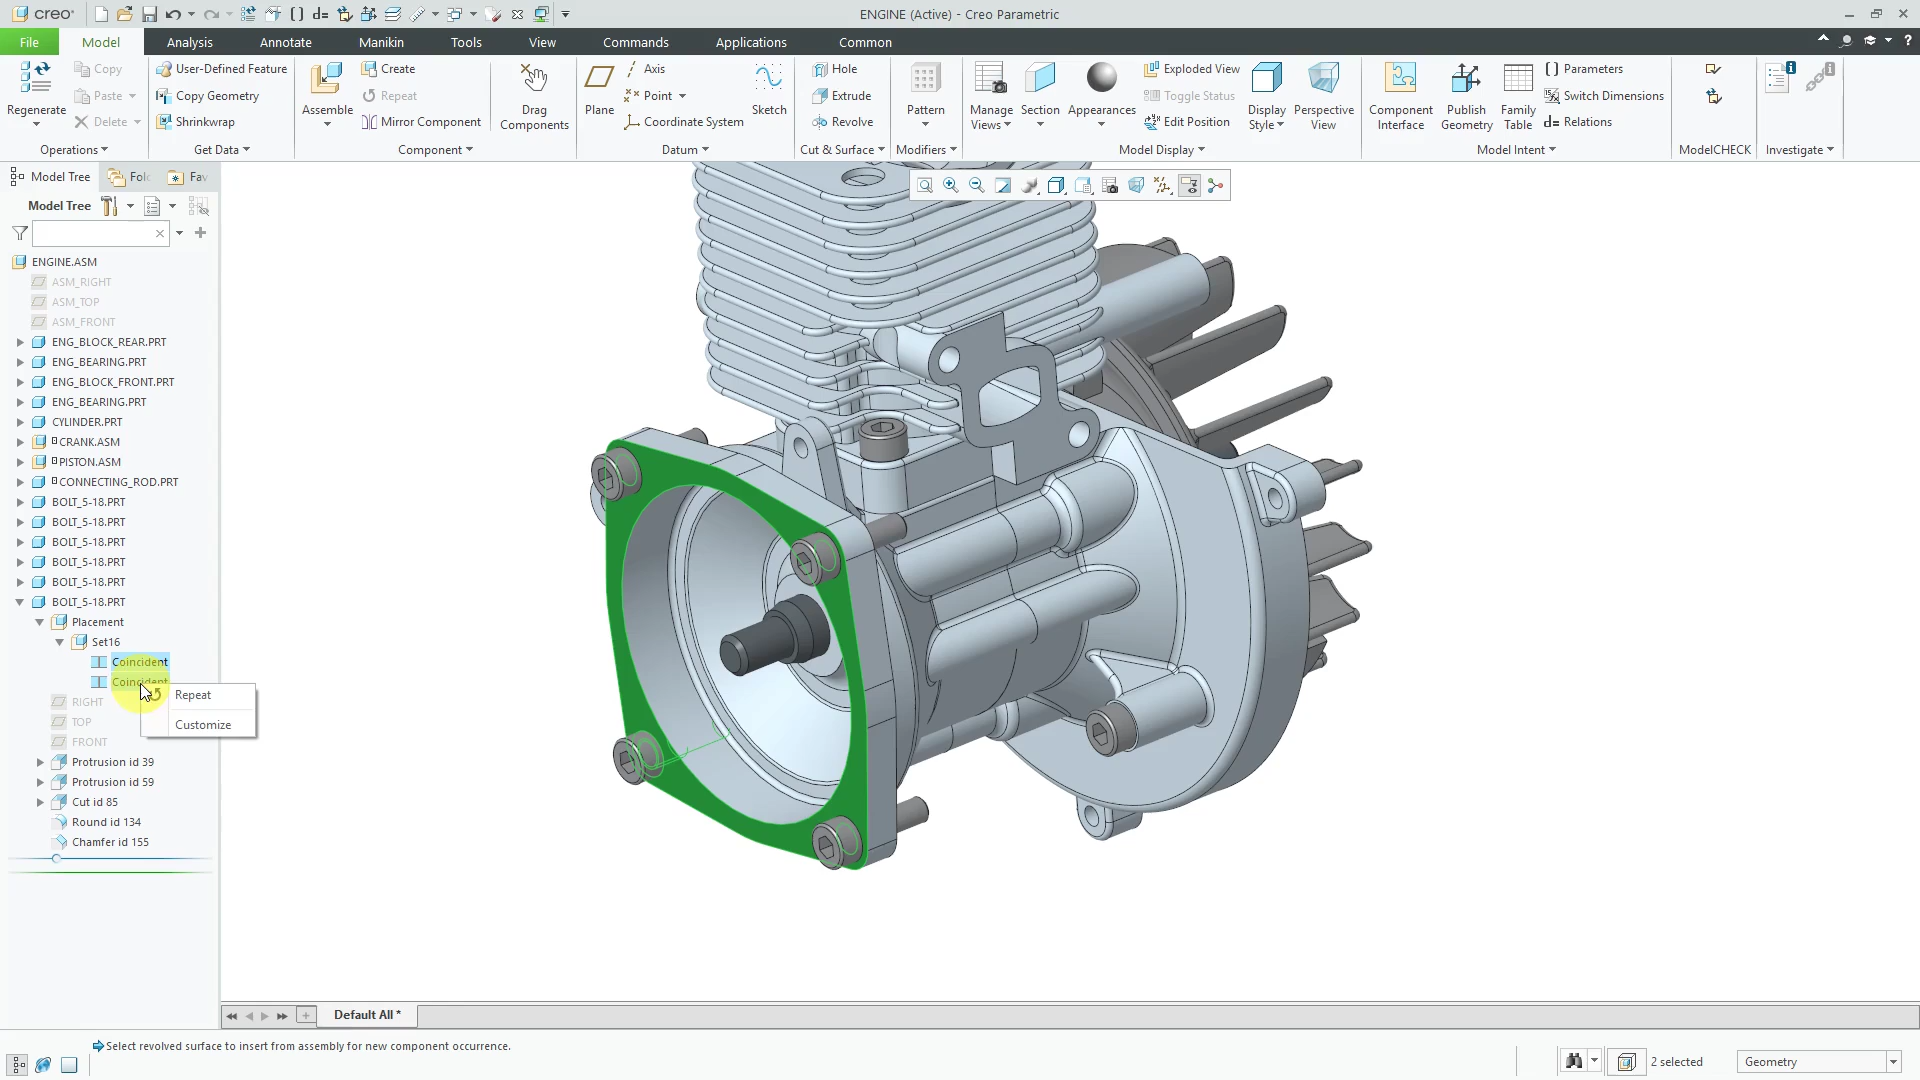 creo
ENGINE (Active) - Creo Parametric
File Model Analysis Annotate Manikin Tools View Commands Applications Common
Regenerate
Copy
Paste
Delete
Operations
User-Defined Feature
Copy Geometry
Shrinkwrap
Get Data
Assemble
Create
Repeat
Mirror Component
Component
Drag
Components
Plane
Axis
Point
Coordinate System
Sketch
Datum
Hole
Extrude
Revolve
Cut & Surface
Pattern
Modifiers
Manage
Views
Section
Appearances
Exploded View
Toggle Status
Edit Position
Display
Style
Perspective
View
Model Display
Component
Interface
Publish
Geometry
Family
Table
Parameters
Switch Dimensions
d= Relations
Model Intent
ModelCHECK
Investigate
Model Tree Fol Fav
Model Tree
ENGINE.ASM
ASM_RIGHT
ASM_TOP
ASM_FRONT
ENG_BLOCK_REAR.PRT
ENG_BEARING.PRT
ENG_BLOCK_FRONT.PRT
ENG_BEARING.PRT
CYLINDER.PRT
CRANK.ASM
PISTON.ASM
CONNECTING_ROD.PRT
BOLT_5-18.PRT
BOLT_5-18.PRT
BOLT_5-18.PRT
BOLT_5-18.PRT
BOLT_5-18.PRT
BOLT_5-18.PRT
Placement
Set16
Coincident
Coincident
Repeat
Customize
RIGHT
TOP
FRONT
Protrusion id 39
Protrusion id 59
Cut id 85
Round id 134
Chamfer id 155
Default All *
Select revolved surface to insert from assembly for new component occurrence.
2 selected
Geometry